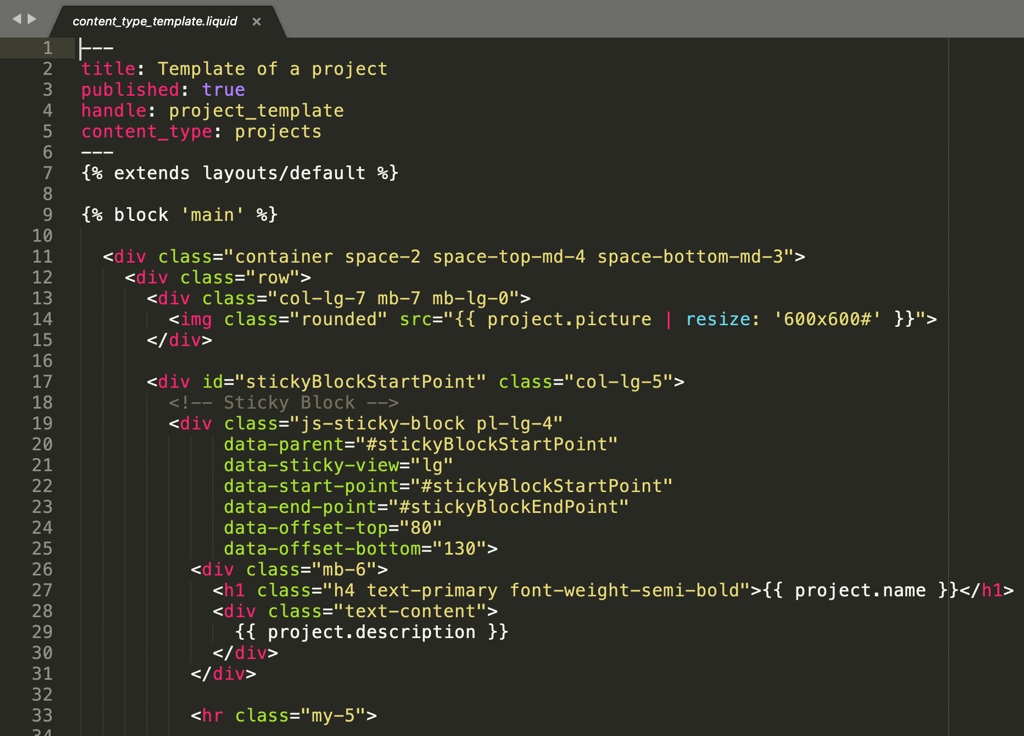 content_type_template.liquid ×
1 ---
2 title: Template of a project
3 published: true
4 handle: project_template
5 content_type: projects
6 ---
7 {% extends layouts/default %}
8
9 {% block 'main' %}
10
11 <div class="container space-2 space-top-md-4 space-bottom-md-3">
12 <div class="row">
13 <div class="col-lg-7 mb-7 mb-lg-0">
14 <img class="rounded" src="{{ project.picture | resize: '600x600#' }}">
15 </div>
16
17 <div id="stickyBlockStartPoint" class="col-lg-5">
18 <!-- Sticky Block -->
19 <div class="js-sticky-block pl-lg-4"
20 data-parent="#stickyBlockStartPoint"
21 data-sticky-view="lg"
22 data-start-point="#stickyBlockStartPoint"
23 data-end-point="#stickyBlockEndPoint"
24 data-offset-top="80"
25 data-offset-bottom="130">
26 <div class="mb-6">
27 <h1 class="h4 text-primary font-weight-semi-bold">{{ project.name }}</h1>
28 <div class="text-content">
29 {{ project.description }}
30 </div>
31 </div>
32
33 <hr class="my-5">
34